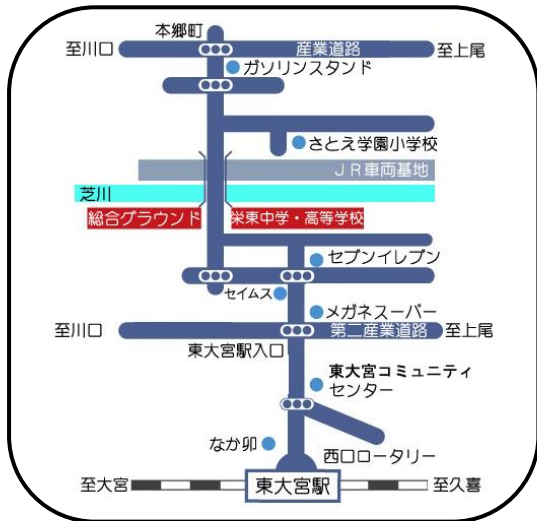 本郷町
至川口
産業道路
至上尾
ガソリンスタンド
さとえ学園小学校
JR車両基地
芝川
総合グラウンド
栄東中学・高等学校
セブンイレブン
セイムス
メガネスーパー
至川口
第二産業道路
至上尾
東大宮駅入口
東大宮コミュニティ
センター
なか卯
西口ロータリー
至大宮
東大宮駅
至久喜